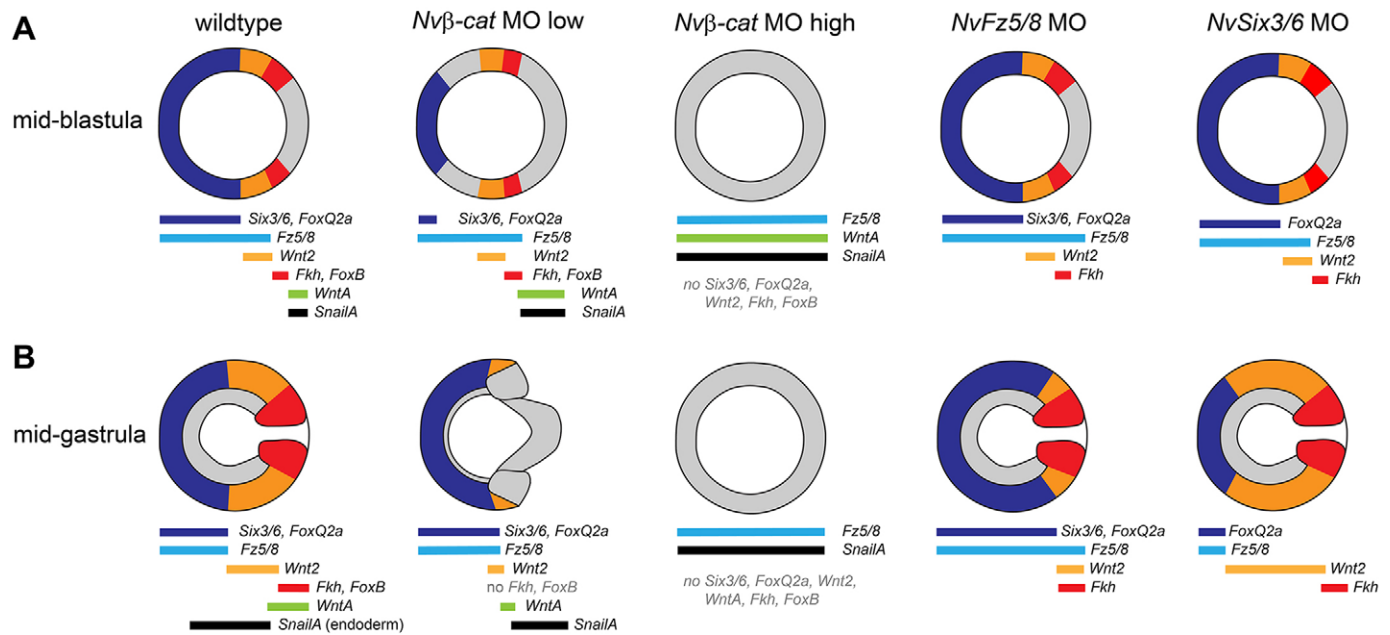 A
wildtype
Nvβ-cat MO low
Nvβ-cat MO high
NvFz5/8 MO
NvSix3/6 MO
mid-blastula
Six3/6, FoxQ2a
Fz5/8
Wnt2
Fkh, FoxB
WntA
SnailA
Six3/6, FoxQ2a
Fz5/8
Wnt2
Fkh, FoxB
WntA
SnailA
Fz5/8
WntA
SnailA
no Six3/6, FoxQ2a,
Wnt2, Fkh, FoxB
Six3/6, FoxQ2a
Fz5/8
Wnt2
Fkh
FoxQ2a
Fz5/8
Wnt2
Fkh
B
mid-gastrula
Six3/6, FoxQ2a
Fz5/8
Wnt2
Fkh, FoxB
WntA
SnailA (endoderm)
Six3/6, FoxQ2a
Fz5/8
Wnt2
no Fkh, FoxB
WntA
SnailA
Fz5/8
SnailA
no Six3/6, FoxQ2a, Wnt2,
WntA, Fkh, FoxB
Six3/6, FoxQ2a
Fz5/8
Wnt2
Fkh
FoxQ2a
Fz5/8
Wnt2
Fkh